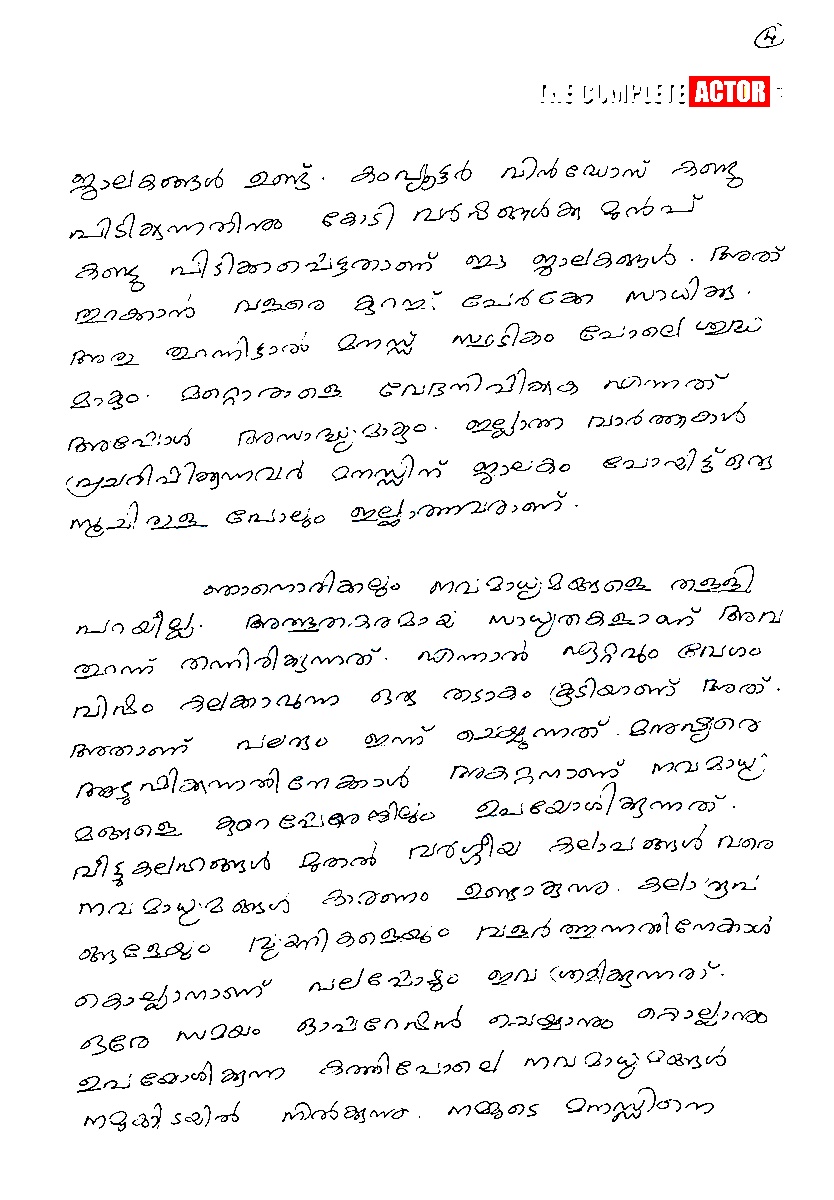 4
THE COMPLETE ACTOR
ജാലകങ്ങൾ ഉണ്ട്. കംപ്യൂട്ടർ വിൻഡോസ് കണ്ടു
പിടിക്കുന്നതിനും കോടി വർഷങ്ങൾക്കു മുൻപ്
കണ്ടു പിടിക്കപ്പെട്ടതാണ് ഈ ജാലകങ്ങൾ. അത്
തുറക്കാൻ വളരെ കുറച്ച് പേർക്കേ സാധിക്കൂ.
അതു തുറന്നിട്ടാൽ മനസ്സ് സ്ഫടികം പോലെ ശുദ്ധ
മാകും. മറ്റൊരാളെ വേദനിപ്പിക്കുക എന്നത്
അപ്പോൾ അസാദ്ധ്യമാകും. ഇല്ലാത്ത വാർത്തകൾ
പ്രചരിപ്പിക്കുന്നവർ മനസ്സിന് ജാലകം പോയിട്ട് ഒരു
സൂചിപ്പഴുത് പോലും ഇല്ലാത്തവരാണ്.
ഞാനൊരിക്കലും നവമാധ്യമങ്ങളെ തള്ളി
പറയില്ല. അത്ഭുതകരമായ സാധ്യതകളാണ് അവ
തുറന്ന് തന്നിരിക്കുന്നത്. എന്നാൽ ഏറ്റവും വേഗം
വിഷം കലക്കാവുന്ന ഒരു തടാകം കൂടിയാണ് അത്.
അതാണ് പലരും ഇന്ന് ചെയ്യുന്നത്. മനുഷ്യരെ
അടുപ്പിക്കുന്നതിനേക്കാൾ അകറ്റാനാണ് നവമാധ്യ
മങ്ങളെ കുറെപ്പേരെങ്കിലും ഉപയോഗിക്കുന്നത്.
വീട്ടുകലഹങ്ങൾ മുതൽ വർഗ്ഗീയ കലാപങ്ങൾ വരെ
നവമാധ്യമങ്ങൾ കാരണം ഉണ്ടാകുന്നു. കലാരൂപ
ങ്ങളേയും വ്യക്തികളെയും വളർത്തുന്നതിനേക്കാൾ
കൊല്ലാനാണ് പലപ്പോഴും ഇവ ശ്രമിക്കുന്നത്.
ഒരേ സമയം ഓപ്പറേഷൻ ചെയ്യാനും കൊല്ലാനും
ഉപയോഗിക്കുന്ന കത്തിപോലെ നവമാധ്യമങ്ങൾ
നമുക്കിടയിൽ നിൽക്കുന്നു. നമ്മുടെ മനസ്സിനെ